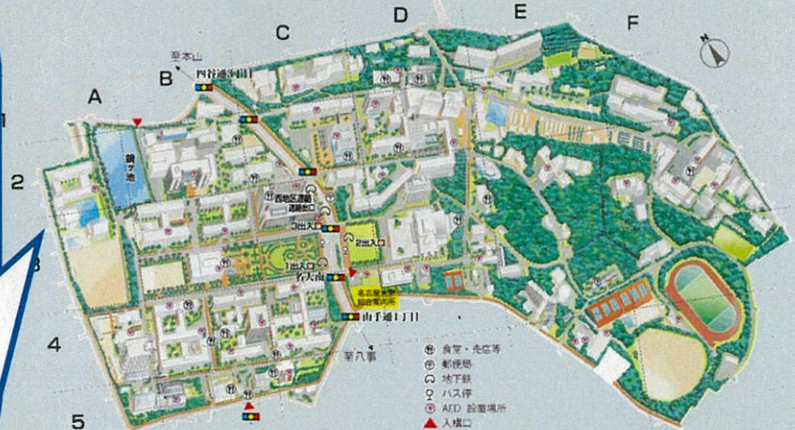 C
D
E
F
N
至本山
四谷通3丁目
B
A
1
鏡ヶ池
2
西地区連絡
通路出口
3出入口
2出入口
3
1出入口
名大南
名古屋大学
総合案内所
山手通1丁目
4
至八事
食堂・売店等
郵便局
地下鉄
バス停
AED 設置場所
入構口
5